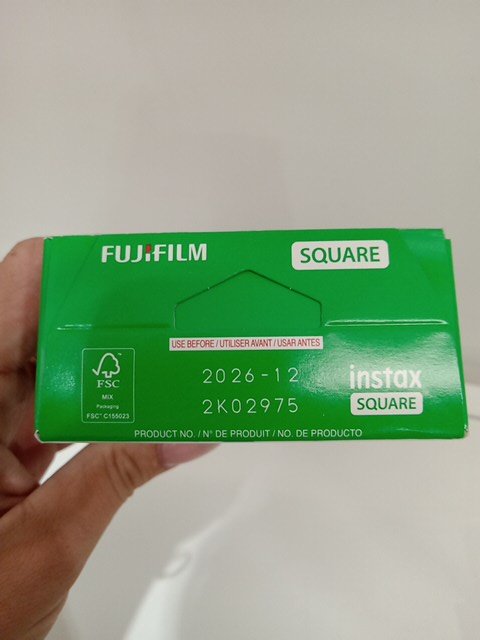 FUJIFILM
SQUARE
USE BEFORE / UTILISER AVANT / USAR ANTES
2026-12
2K02975
FSC
MIX
Packaging
FSC™ C155023
instax
SQUARE
PRODUCT NO. / N° DE PRODUIT / NO. DE PRODUCTO